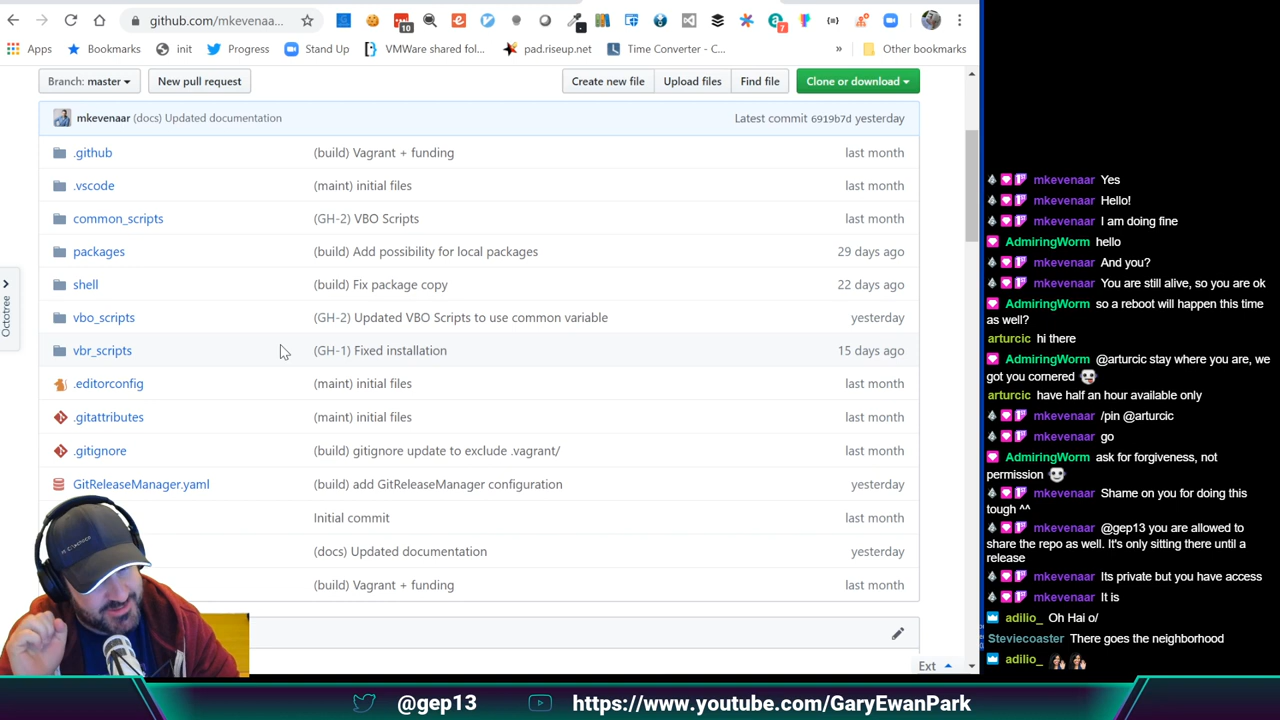 github.com/mkevenaa...
10
7
Apps
Bookmarks
init
Progress
Stand Up
VMWare shared fol...
pad.riseup.net
Time Converter - C...
»
Other bookmarks
Branch: master
New pull request
Create new file
Upload files
Find file
Clone or download
mkevenaar (docs) Updated documentation
Latest commit 6919b7d yesterday
.github (build) Vagrant + funding last month
.vscode (maint) initial files last month
common_scripts (GH-2) VBO Scripts last month
packages (build) Add possibility for local packages 29 days ago
shell (build) Fix package copy 22 days ago
vbo_scripts (GH-2) Updated VBO Scripts to use common variable yesterday
vbr_scripts (GH-1) Fixed installation 15 days ago
.editorconfig (maint) initial files last month
.gitattributes (maint) initial files last month
.gitignore (build) gitignore update to exclude .vagrant/ last month
GitReleaseManager.yaml (build) add GitReleaseManager configuration yesterday
Initial commit last month
(docs) Updated documentation yesterday
(build) Vagrant + funding last month
Octotree
Ext
mkevenaar Yes
mkevenaar Hello!
mkevenaar I am doing fine
AdmiringWorm hello
mkevenaar And you?
mkevenaar You are still alive, so you are ok
AdmiringWorm so a reboot will happen this time
as well?
arturcic hi there
AdmiringWorm @arturcic stay where you are, we
got you cornered
arturcic have half an hour available only
mkevenaar /pin @arturcic
mkevenaar go
AdmiringWorm ask for forgiveness, not
permission
mkevenaar Shame on you for doing this
tough ^^
mkevenaar @gep13 you are allowed to
share the repo as well. It's only sitting there until a
release
mkevenaar Its private but you have access
mkevenaar It is
adilio_ Oh Hai o/
Steviecoaster There goes the neighborhood
adilio_
@gep13
https://www.youtube.com/GaryEwanPark